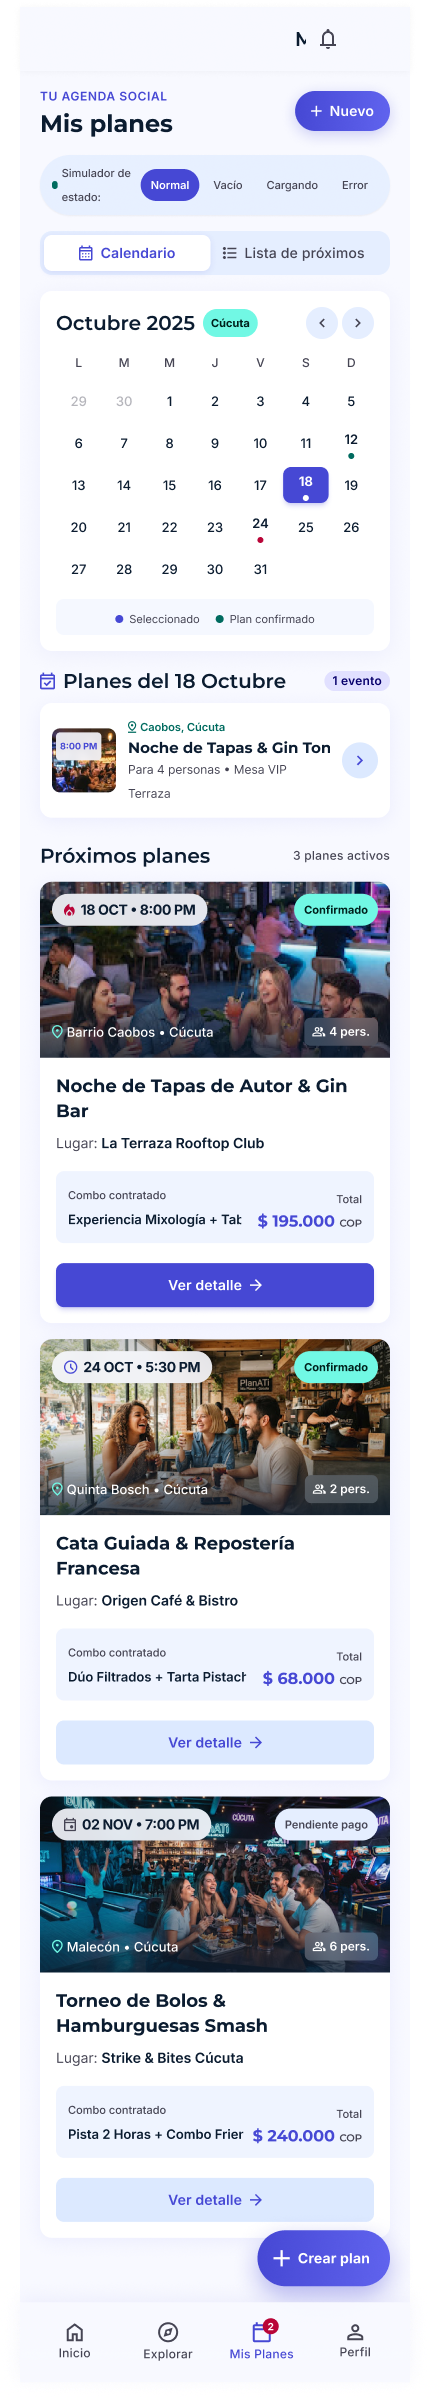 TU AGENDA SOCIAL
Mis planes
+ Nuevo
Simulador de
estado:
Normal
Vacío
Cargando
Error
Calendario
Lista de próximos
Octubre 2025
Cúcuta
L M M J V S D
29 30 1 2 3 4 5
6 7 8 9 10 11 12
13 14 15 16 17 18 19
20 21 22 23 24 25 26
27 28 29 30 31
Seleccionado
Plan confirmado
Planes del 18 Octubre
1 evento
8:00 PM
Caobos, Cúcuta
Noche de Tapas & Gin Ton
Para 4 personas • Mesa VIP
Terraza
Próximos planes
3 planes activos
18 OCT • 8:00 PM
Confirmado
Barrio Caobos • Cúcuta
4 pers.
Noche de Tapas de Autor & Gin
Bar
Lugar: La Terraza Rooftop Club
Combo contratado
Total
Experiencia Mixología + Tab
$ 195.000 COP
Ver detalle →
24 OCT • 5:30 PM
Confirmado
PlanATi
Quinta Bosch • Cúcuta
2 pers.
Cata Guiada & Repostería
Francesa
Lugar: Origen Café & Bistro
Combo contratado
Total
Dúo Filtrados + Tarta Pistach
$ 68.000 COP
Ver detalle →
02 NOV • 7:00 PM
Pendiente pago
CÚCUTA
Malecón • Cúcuta
6 pers.
Torneo de Bolos &
Hamburguesas Smash
Lugar: Strike & Bites Cúcuta
Combo contratado
Total
Pista 2 Horas + Combo Frier
$ 240.000 COP
Ver detalle →
+ Crear plan
Inicio
Explorar
2
Mis Planes
Perfil